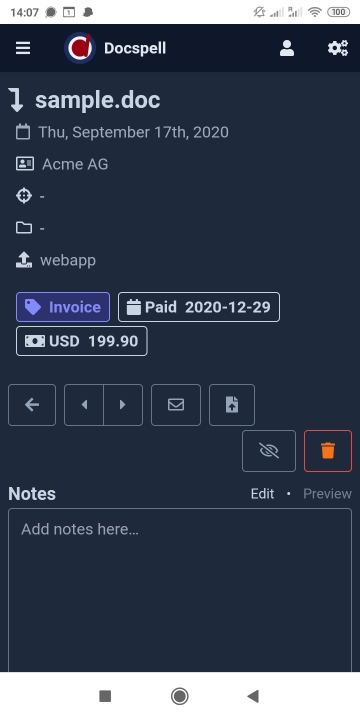 14:07
100
Docspell
sample.doc
Thu, September 17th, 2020
Acme AG
-
-
webapp
Invoice
Paid 2020-12-29
USD 199.90
Notes
Edit • Preview
Add notes here…